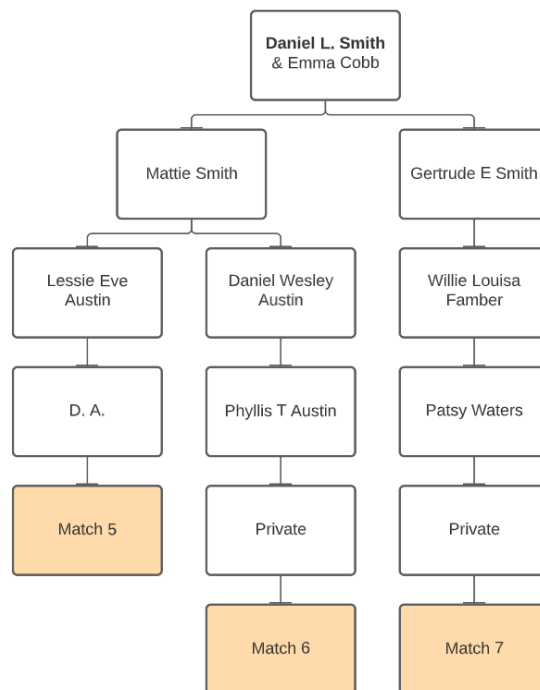 Daniel L. Smith
& Emma Cobb
Mattie Smith
Gertrude E Smith
Lessie Eve
Austin
Daniel Wesley
Austin
Willie Louisa
Famber
D. A.
Phyllis T Austin
Patsy Waters
Match 5
Private
Private
Match 6
Match 7